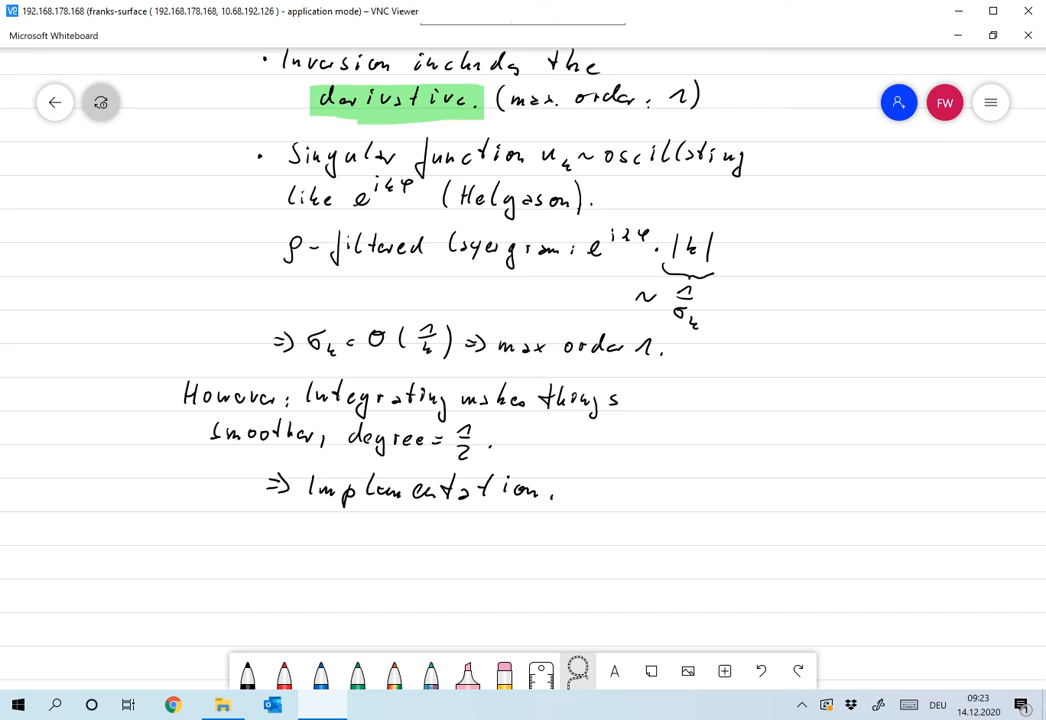 192.168.178.168 (franks-surface ( 192.168.178.168, 10.68.192.126 ) - application mode) – VNC Viewer
Microsoft Whiteboard
• Inversion includes the
derivative. (max. order: 1)
FW
• Singular function u_k ~ oscillating
like e^{ikφ} (Helgason).
ρ-filtered layergram: e^{ikφ} · |k|
~ 1/σ_k
⇒ σ_k = O(1/k) ⇒ max order 1.
However: Integrating makes things
smoother, degree = 1/2.
⇒ Implementation.
A
DEU
09:23
14.12.2020
1